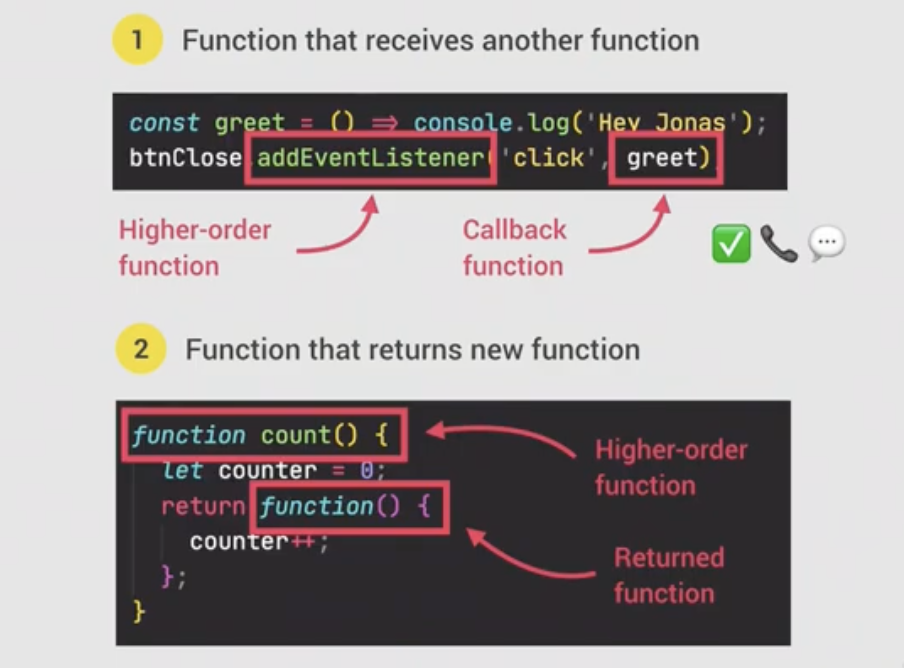 1 Function that receives another function
const greet = () => console.log('Hey Jonas');
btnClose.addEventListener('click', greet)
Higher-order
function
Callback
function
2 Function that returns new function
function count() {
let counter = 0;
return function() {
counter++;
};
}
Higher-order
function
Returned
function